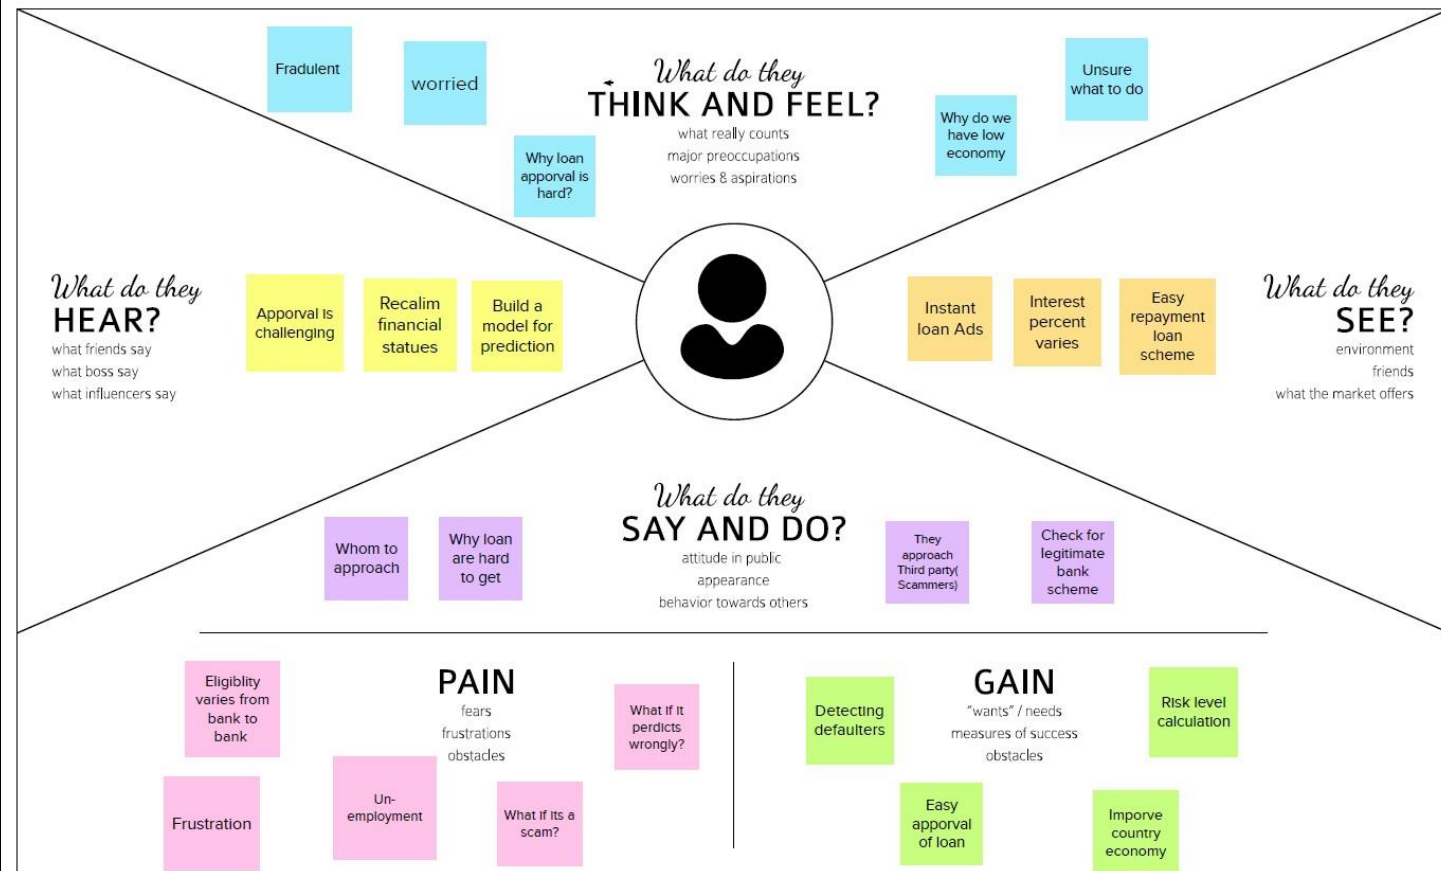 Fradulent
worried
Why loan
apporval is
hard?
What do they
THINK AND FEEL?
what really counts
major preoccupations
worries & aspirations
Why do we
have low
economy
Unsure
what to do
What do they
HEAR?
what friends say
what boss say
what influencers say
Apporval is
challenging
Recalim
financial
statues
Build a
model for
prediction
Instant
loan Ads
Interest
percent
varies
Easy
repayment
loan
scheme
What do they
SEE?
environment
friends
what the market offers
Whom to
approach
Why loan
are hard
to get
What do they
SAY AND DO?
attitude in public
appearance
behavior towards others
They
approach
Third party(
Scammers)
Check for
legitimate
bank
scheme
Eligiblity
varies from
bank to
bank
PAIN
fears
frustrations
obstacles
What if it
perdicts
wrongly?
Frustration
Un-
employment
What if its a
scam?
Detecting
defaulters
GAIN
"wants" / needs
measures of success
obstacles
Risk level
calculation
Easy
apporval
of loan
Imporve
country
economy